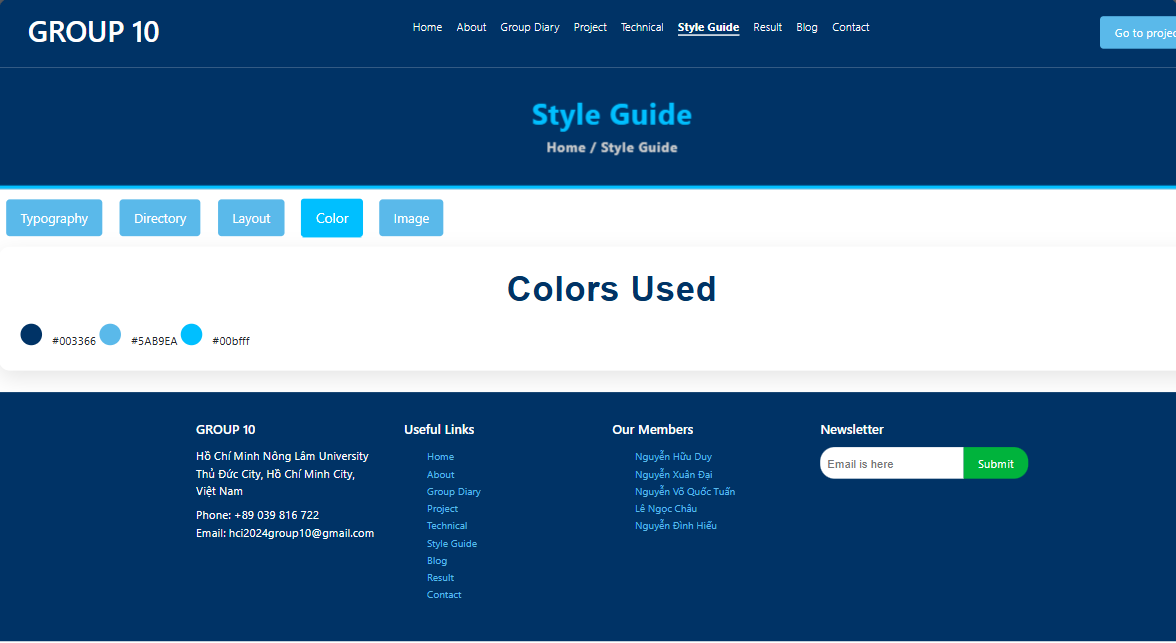 GROUP 10
Home About Group Diary Project Technical Style Guide Result Blog Contact
Go to projec
Style Guide
Home / Style Guide
Typography Directory Layout Color Image
Colors Used
#003366 #5AB9EA #00bfff
GROUP 10
Hồ Chí Minh Nông Lâm University
Thủ Đức City, Hồ Chí Minh City,
Việt Nam
Phone: +89 039 816 722
Email: hci2024group10@gmail.com
Useful Links
Home
About
Group Diary
Project
Technical
Style Guide
Blog
Result
Contact
Our Members
Nguyễn Hữu Duy
Nguyễn Xuân Đại
Nguyễn Võ Quốc Tuấn
Lê Ngọc Châu
Nguyễn Đình Hiếu
Newsletter
Email is here Submit